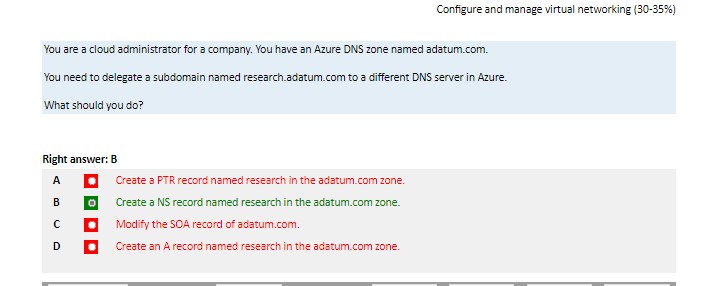 Configure and manage virtual networking (30-35%)
You are a cloud administrator for a company. You have an Azure DNS zone named adatum.com.
You need to delegate a subdomain named research.adatum.com to a different DNS server in Azure.
What should you do?
Right answer: B
A Create a PTR record named research in the adatum.com zone.
B Create a NS record named research in the adatum.com zone.
C Modify the SOA record of adatum.com.
D Create an A record named research in the adatum.com zone.